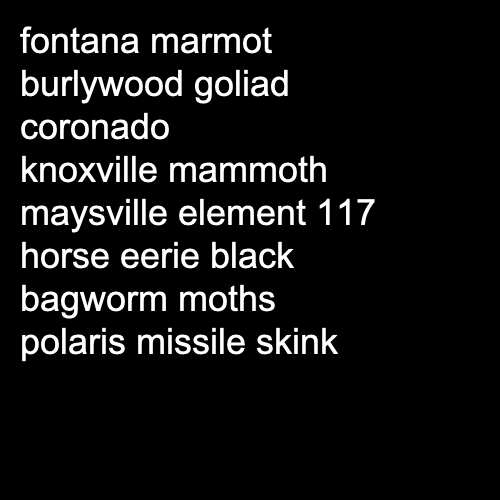 fontana marmot
burlywood goliad
coronado
knoxville mammoth
maysville element 117
horse eerie black
bagworm moths
polaris missile skink